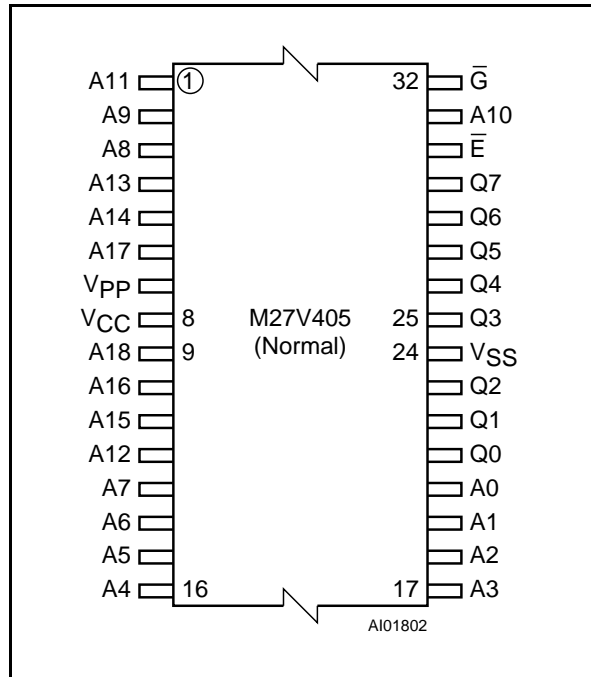 A11 ① 32 G̅
A9 A10
A8 E̅
A13 Q7
A14 Q6
A17 Q5
VPP Q4
VCC 8 M27V405 25 Q3
A18 9 (Normal) 24 VSS
A16 Q2
A15 Q1
A12 Q0
A7 A0
A6 A1
A5 A2
A4 16 17 A3
AI01802